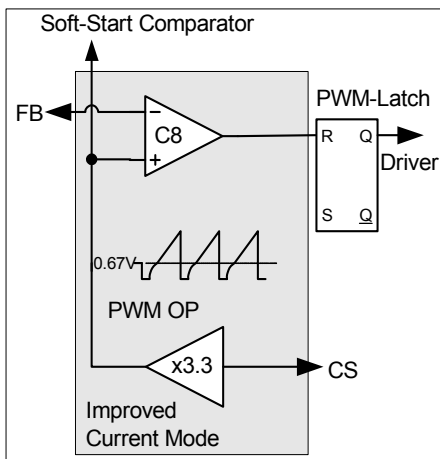 Soft-Start Comparator
FB
C8
PWM-Latch
R Q
Driver
S Q
0.67V
PWM OP
x3.3
CS
Improved
Current Mode